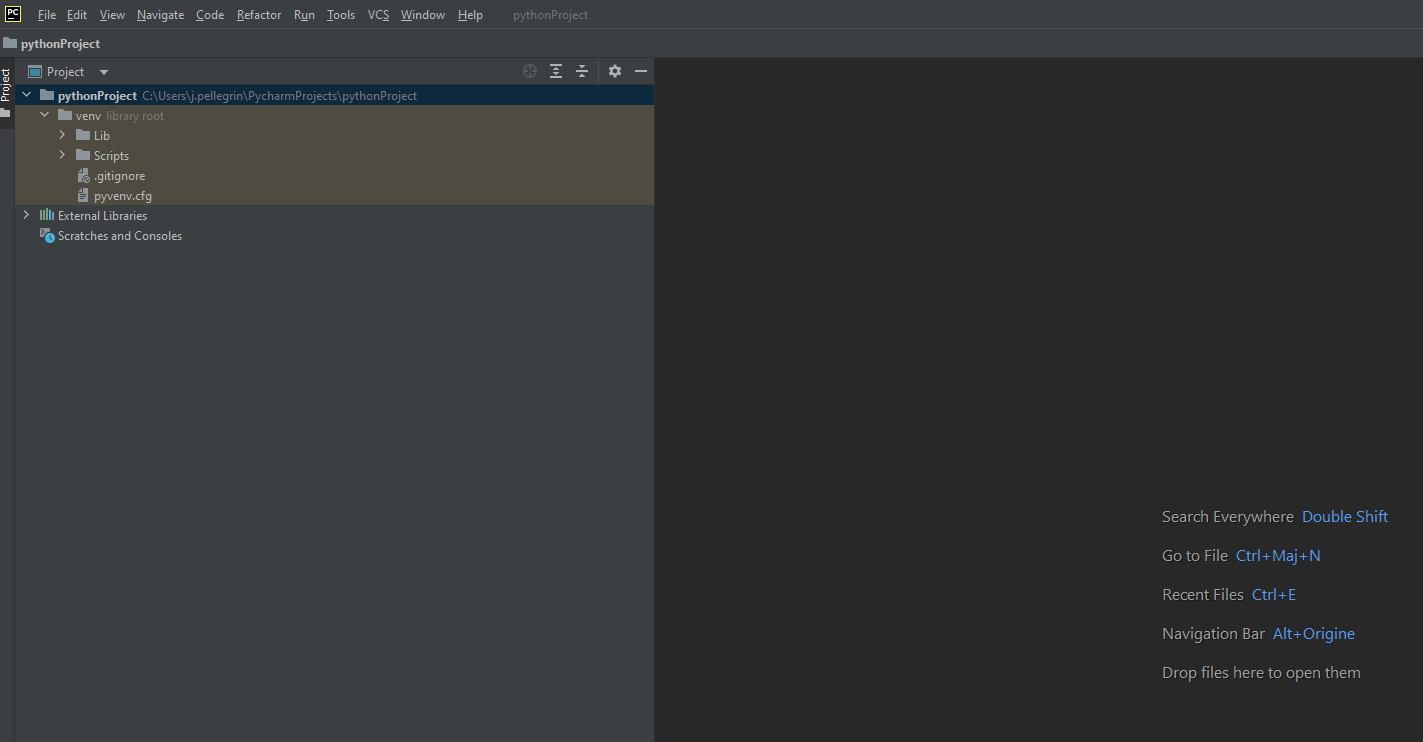 PC File Edit View Navigate Code Refactor Run Tools VCS Window Help pythonProject
pythonProject
Project
Project
pythonProject C:\Users\j.pellegrin\PycharmProjects\pythonProject
venv library root
Lib
Scripts
.gitignore
pyvenv.cfg
External Libraries
Scratches and Consoles
Search Everywhere Double Shift
Go to File Ctrl+Maj+N
Recent Files Ctrl+E
Navigation Bar Alt+Origine
Drop files here to open them